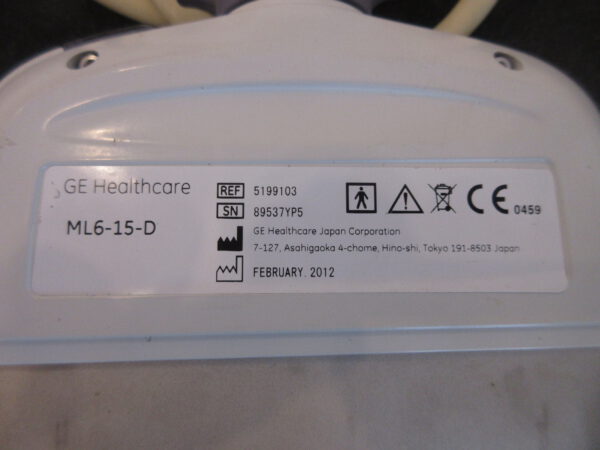 GE Healthcare
ML6-15-D
REF 5199103
SN 89537YP5
GE Healthcare Japan Corporation
7-127, Asahigaoka 4-chome, Hino-shi, Tokyo 191-8503 Japan
FEBRUARY. 2012
CE 0459